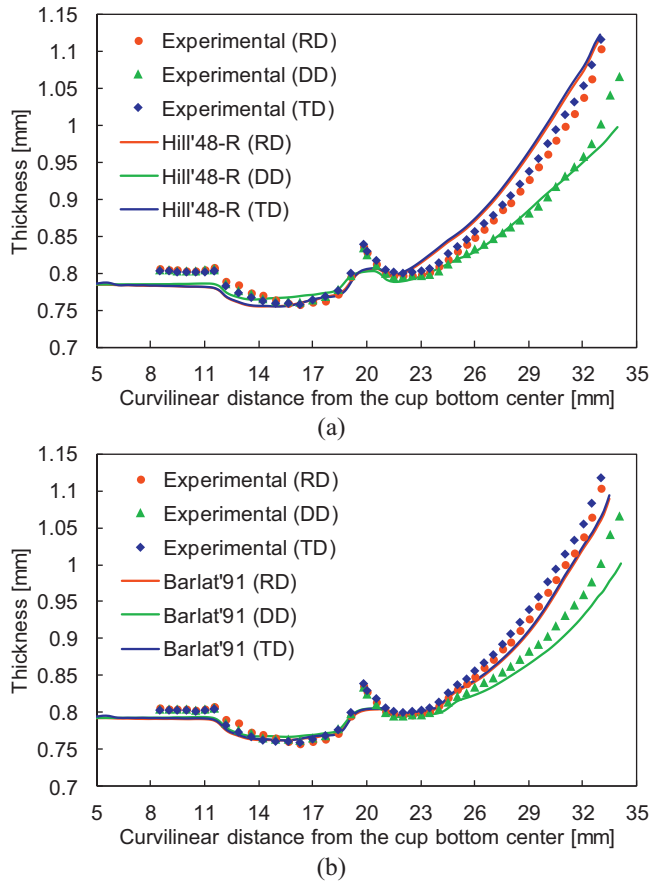 1.15
1.1
1.05
1
0.95
0.9
0.85
0.8
0.75
0.7
Thickness [mm]
Experimental (RD)
Experimental (DD)
Experimental (TD)
Hill'48-R (RD)
Hill'48-R (DD)
Hill'48-R (TD)
5 8 11 14 17 20 23 26 29 32 35
Curvilinear distance from the cup bottom center [mm]
(a)
1.15
1.1
1.05
1
0.95
0.9
0.85
0.8
0.75
0.7
Thickness [mm]
Experimental (RD)
Experimental (DD)
Experimental (TD)
Barlat'91 (RD)
Barlat'91 (DD)
Barlat'91 (TD)
5 8 11 14 17 20 23 26 29 32 35
Curvilinear distance from the cup bottom center [mm]
(b)